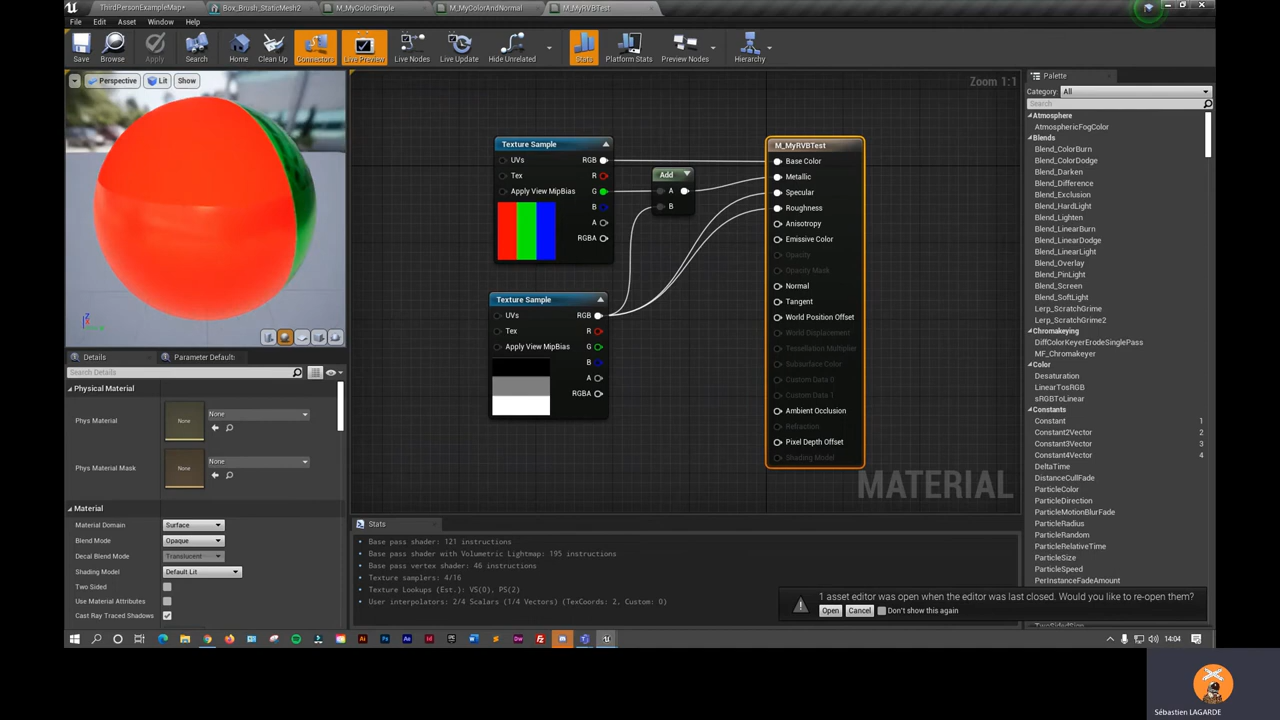 ThirdPersonExampleMap*
Box_Brush_StaticMesh2
M_MyColorSimple
M_MyColorAndNormal
M_MyRVBTest
File Edit Asset Window Help
Save Browse Apply Search Home Clean Up Connectors Live Preview Live Nodes Live Update Hide Unrelated Stats Platform Stats Preview Nodes Hierarchy
Perspective Lit Show
Zoom 1:1
Texture Sample
UVs RGB
Tex R
Apply View MipBias G
B
A
RGBA
Add
A
B
Texture Sample
UVs RGB
Tex R
Apply View MipBias G
B
A
RGBA
M_MyRVBTest
Base Color
Metallic
Specular
Roughness
Anisotropy
Emissive Color
Opacity
Opacity Mask
Normal
Tangent
World Position Offset
World Displacement
Tessellation Multiplier
Subsurface Color
Custom Data 0
Custom Data 1
Ambient Occlusion
Refraction
Pixel Depth Offset
Shading Model
MATERIAL
Details
Parameter Default
Search Details
Physical Material
Phys Material
None
None
Phys Material Mask
None
None
Material
Material Domain Surface
Blend Mode Opaque
Decal Blend Mode Translucent
Shading Model Default Lit
Two Sided
Use Material Attributes
Cast Ray Traced Shadows
Stats
Base pass shader: 121 instructions
Base pass shader with Volumetric Lightmap: 195 instructions
Base pass vertex shader: 46 instructions
Texture samplers: 4/16
Texture Lookups (Est.): VS(0), PS(2)
User interpolators: 2/4 Scalars (1/4 Vectors) (TexCoords: 2, Custom: 0)
Palette
Category: All
Search
Atmosphere
AtmosphericFogColor
Blends
Blend_ColorBurn
Blend_ColorDodge
Blend_Darken
Blend_Difference
Blend_Exclusion
Blend_HardLight
Blend_Lighten
Blend_LinearBurn
Blend_LinearDodge
Blend_LinearLight
Blend_Overlay
Blend_PinLight
Blend_Screen
Blend_SoftLight
Lerp_ScratchGrime
Lerp_ScratchGrime2
Chromakeying
DiffColorKeyerErodeSinglePass
MF_Chromakeyer
Color
Desaturation
LinearTosRGB
sRGBToLinear
Constants
Constant 1
Constant2Vector 2
Constant3Vector 3
Constant4Vector 4
DeltaTime
DistanceCullFade
ParticleColor
ParticleDirection
ParticleMotionBlurFade
ParticleRadius
ParticleRandom
ParticleRelativeTime
ParticleSize
ParticleSpeed
PerInstanceFadeAmount
1 asset editor was open when the editor was last closed. Would you like to re-open them?
Open Cancel Don't show this again
14:04
Sébastien LAGARDE